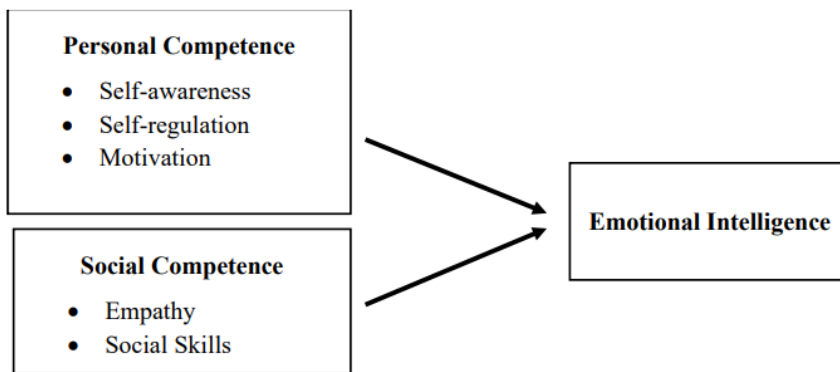 Personal Competence
• Self-awareness
• Self-regulation
• Motivation
Social Competence
• Empathy
• Social Skills
Emotional Intelligence